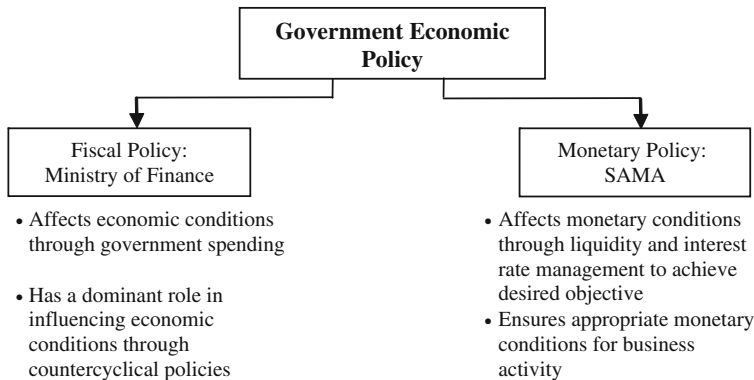 Government Economic
Policy
Fiscal Policy:
Ministry of Finance
• Affects economic conditions
through government spending
• Has a dominant role in
influencing economic
conditions through
countercyclical policies
Monetary Policy:
SAMA
• Affects monetary conditions
through liquidity and interest
rate management to achieve
desired objective
• Ensures appropriate monetary
conditions for business
activity